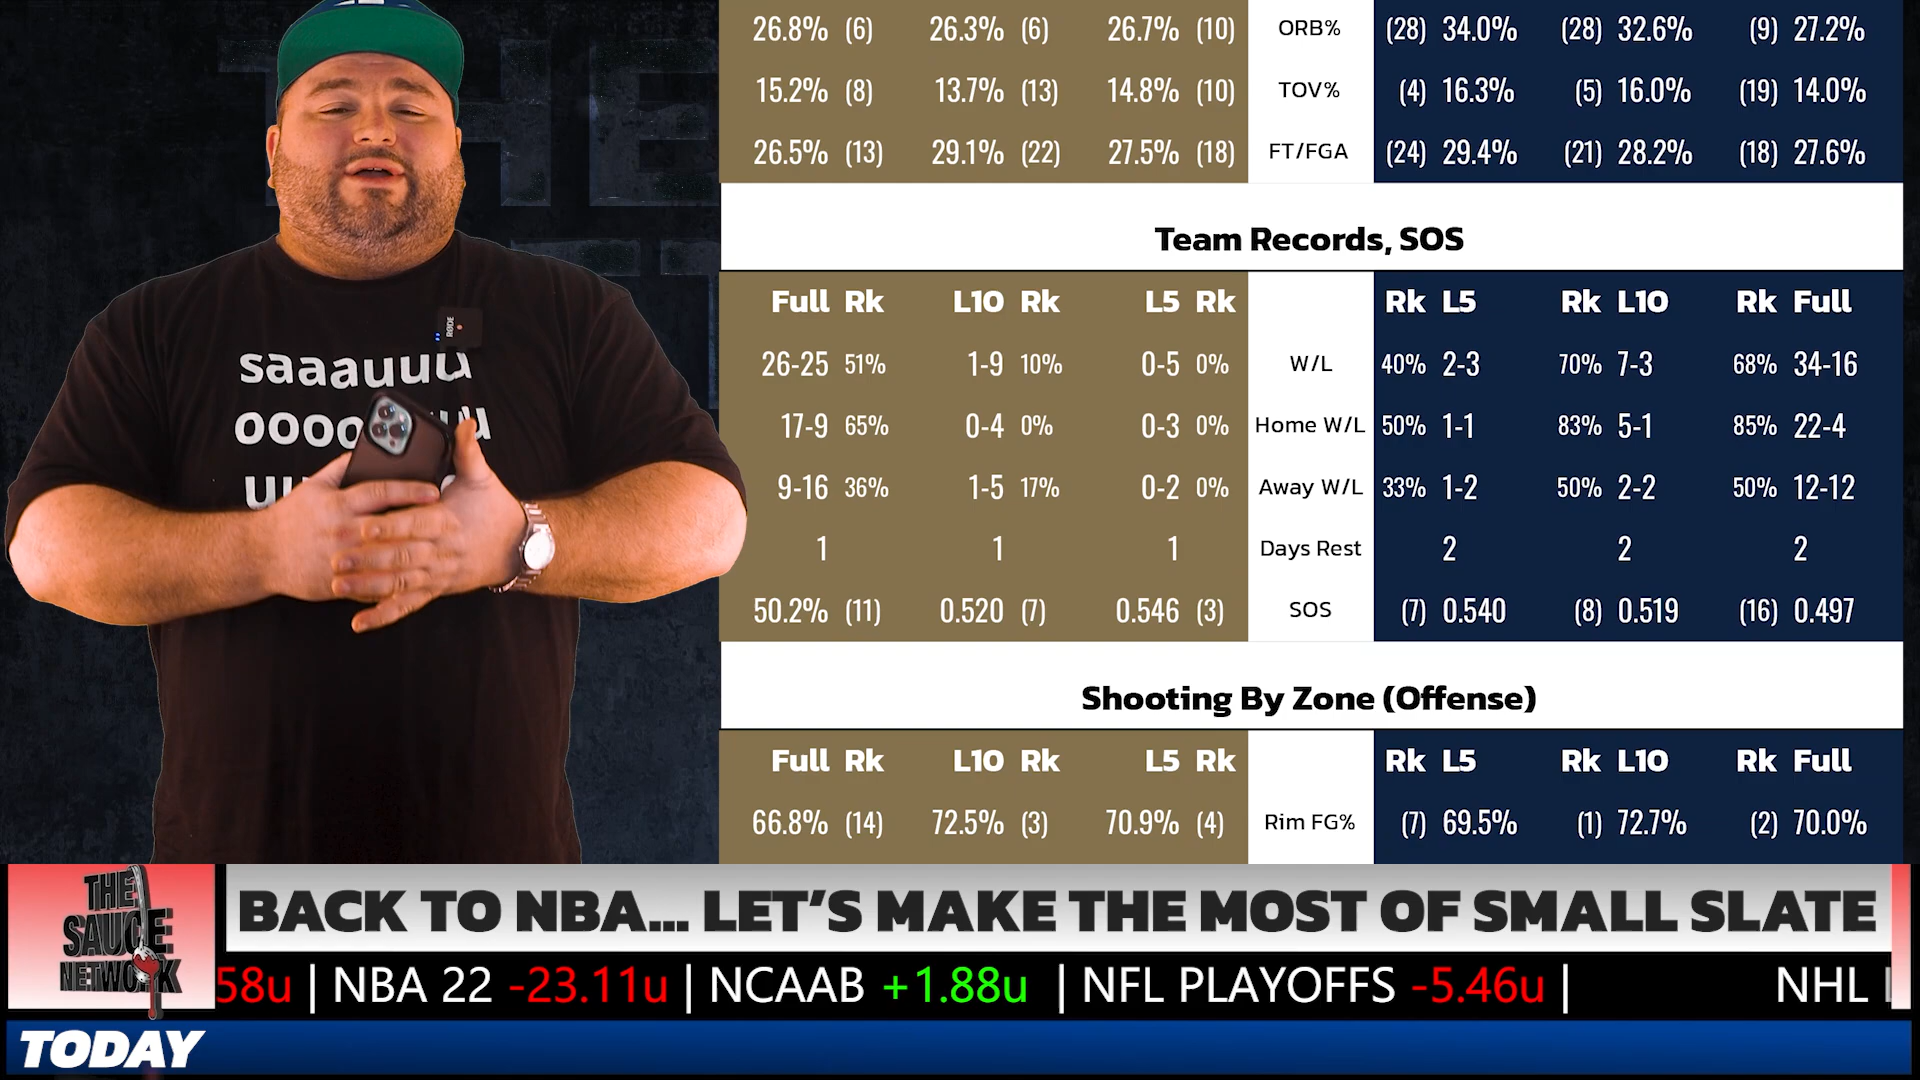 26.8% (6) 26.3% (6) 26.7% (10) ORB% (28) 34.0% (28) 32.6% (9) 27.2%
15.2% (8) 13.7% (13) 14.8% (10) TOV% (4) 16.3% (5) 16.0% (19) 14.0%
26.5% (13) 29.1% (22) 27.5% (18) FT/FGA (24) 29.4% (21) 28.2% (18) 27.6%
Team Records, SOS
Full Rk L10 Rk L5 Rk Rk L5 Rk L10 Rk Full
26-25 51% 1-9 10% 0-5 0% W/L 40% 2-3 70% 7-3 68% 34-16
17-9 65% 0-4 0% 0-3 0% Home W/L 50% 1-1 83% 5-1 85% 22-4
9-16 36% 1-5 17% 0-2 0% Away W/L 33% 1-2 50% 2-2 50% 12-12
1 1 1 Days Rest 2 2 2
50.2% (11) 0.520 (7) 0.546 (3) SOS (7) 0.540 (8) 0.519 (16) 0.497
Shooting By Zone (Offense)
Full Rk L10 Rk L5 Rk Rk L5 Rk L10 Rk Full
66.8% (14) 72.5% (3) 70.9% (4) Rim FG% (7) 69.5% (1) 72.7% (2) 70.0%
RØDE
saaauuu
THE
SAUCE
NETWORK
BACK TO NBA... LET'S MAKE THE MOST OF SMALL SLATE
58u | NBA 22 -23.11u | NCAAB +1.88u | NFL PLAYOFFS -5.46u | NHL
TODAY